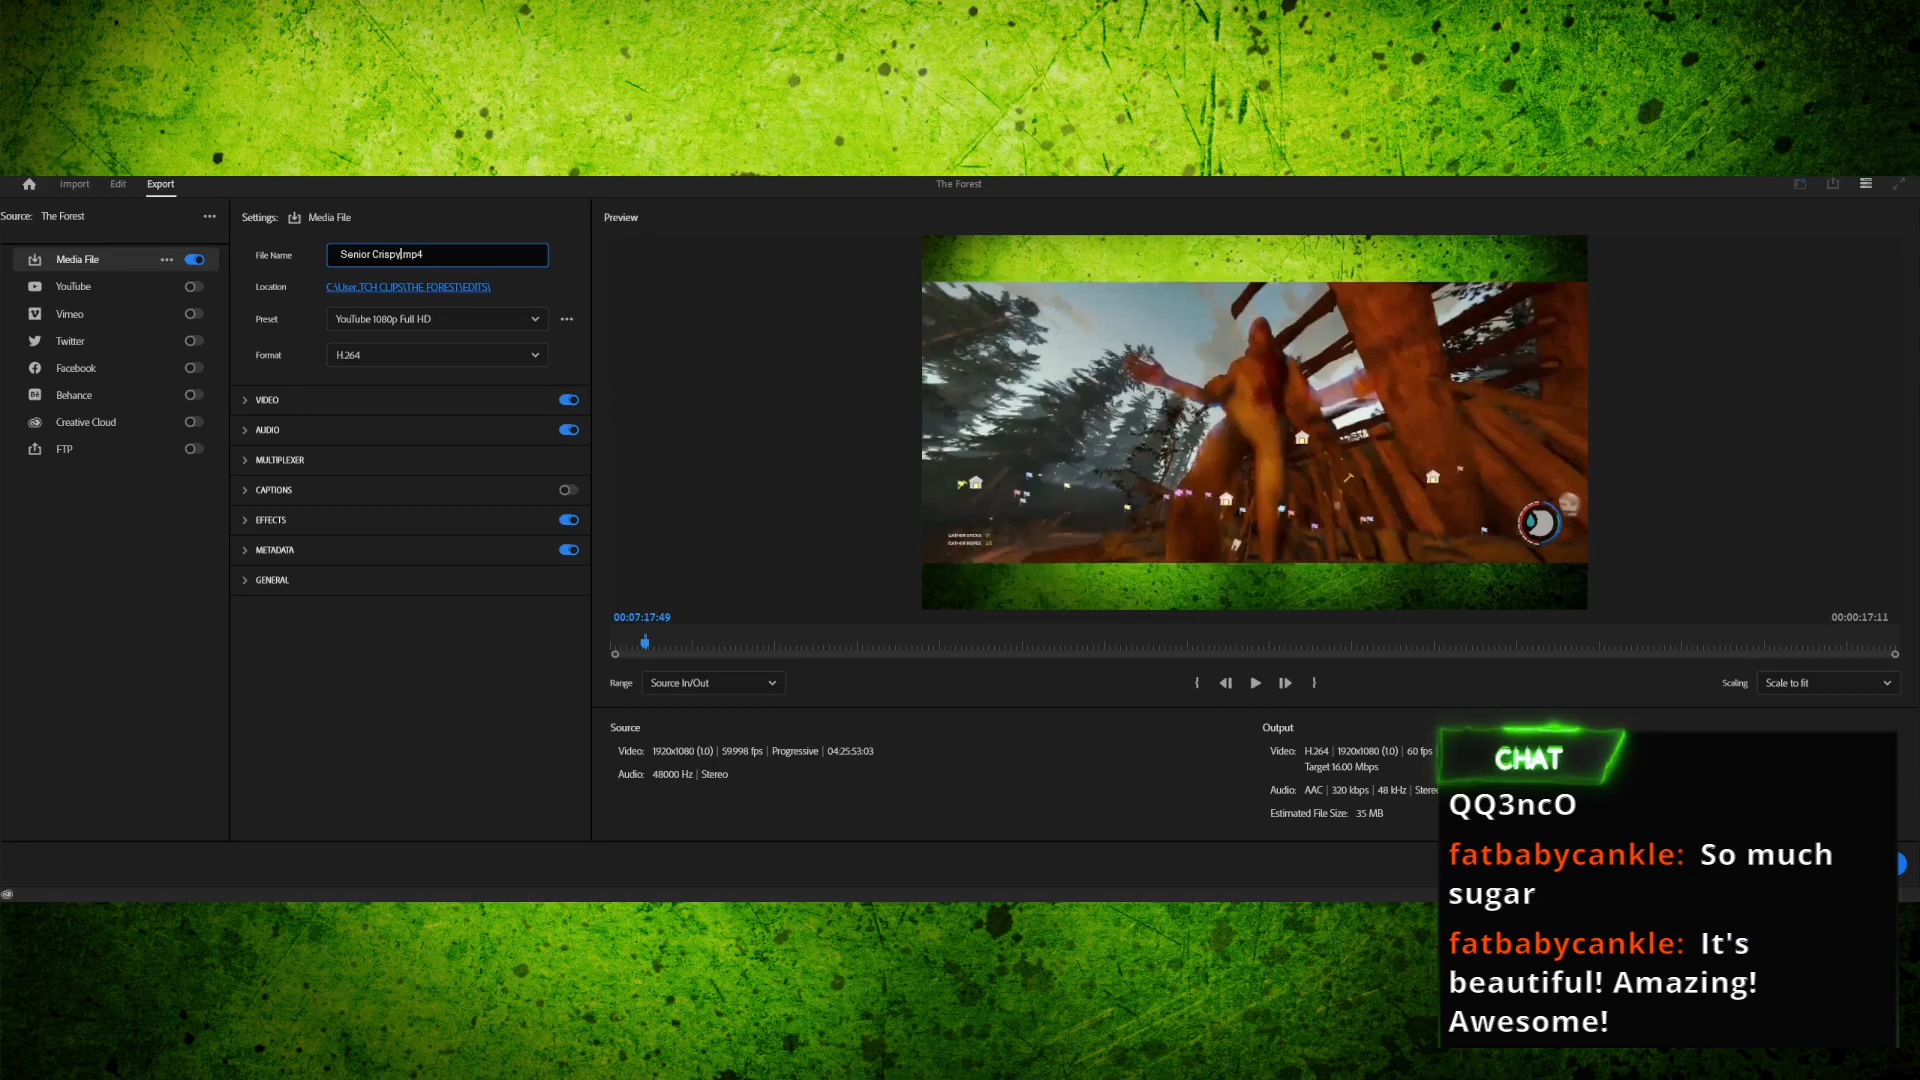 Import Edit Export
The Forest
Source: The Forest
Media File
YouTube
Vimeo
Twitter
Facebook
Behance
Creative Cloud
FTP
Settings: Media File
File Name Senior Crispy.mp4
Location C:\User..TCH CLIPS\THE FOREST\EDITS\
Preset YouTube 1080p Full HD
Format H.264
VIDEO
AUDIO
MULTIPLEXER
CAPTIONS
EFFECTS
METADATA
GENERAL
Preview
GATHER STICKS
GATHER ROPES
00:07:17:49
00:00:17:11
Range Source In/Out
Scaling Scale to fit
Source
Video: 1920x1080 (1.0) | 59.998 fps | Progressive | 04:25:53:03
Audio: 48000 Hz | Stereo
Output
Video: H.264 | 1920x1080 (1.0) | 60 fps
Target 16.00 Mbps
Audio: AAC | 320 kbps | 48 kHz | Stereo
Estimated File Size: 35 MB
CHAT
QQ3ncO
fatbabycankle: So much
sugar
fatbabycankle: It's
beautiful! Amazing!
Awesome!